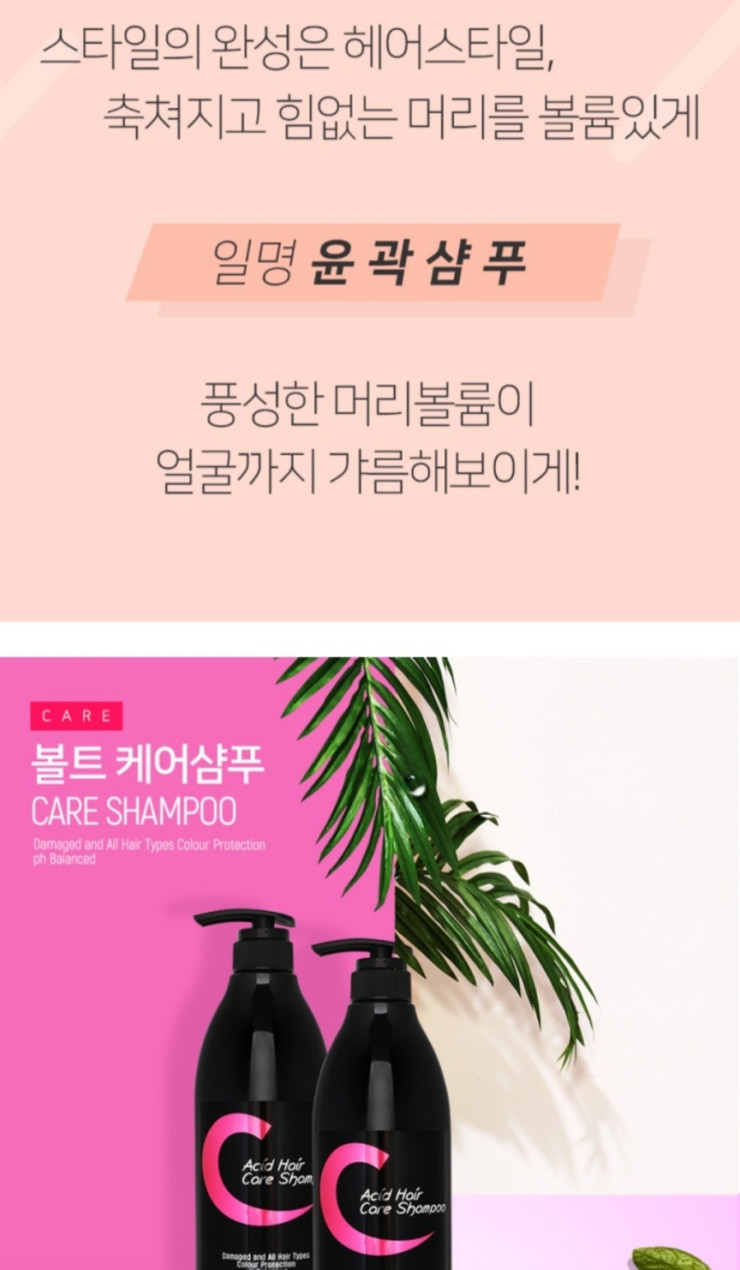 스타일의 완성은 헤어스타일,
축쳐지고 힘없는 머리를 볼륨있게
일명 윤곽샴푸
풍성한 머리볼륨이
얼굴까지 갸름해보이게!
CARE
볼트 케어샴푸
CARE SHAMPOO
Damaged and All Hair Types Colour Protection
ph Baianced
Acid Hair
Care Sham
Damaged and All Hair Types
Colour Protection
Acid Hair
Care Shampoo